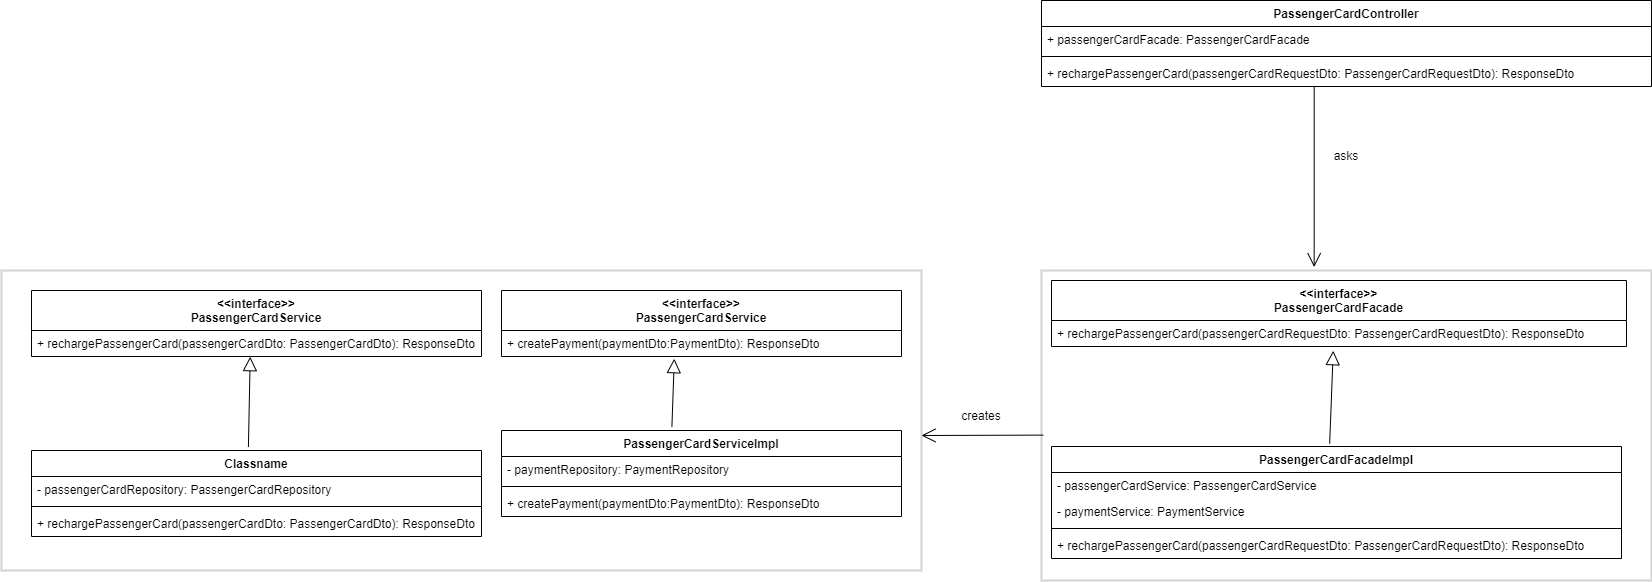 PassengerCardController
+ passengerCardFacade: PassengerCardFacade
+ rechargePassengerCard(passengerCardRequestDto: PassengerCardRequestDto): ResponseDto
asks
<<interface>>
PassengerCardService
+ rechargePassengerCard(passengerCardDto: PassengerCardDto): ResponseDto
<<interface>>
PassengerCardService
+ createPayment(paymentDto:PaymentDto): ResponseDto
<<interface>>
PassengerCardFacade
+ rechargePassengerCard(passengerCardRequestDto: PassengerCardRequestDto): ResponseDto
creates
Classname
- passengerCardRepository: PassengerCardRepository
+ rechargePassengerCard(passengerCardDto: PassengerCardDto): ResponseDto
PassengerCardServiceImpl
- paymentRepository: PaymentRepository
+ createPayment(paymentDto:PaymentDto): ResponseDto
PassengerCardFacadeImpl
- passengerCardService: PassengerCardService
- paymentService: PaymentService
+ rechargePassengerCard(passengerCardRequestDto: PassengerCardRequestDto): ResponseDto